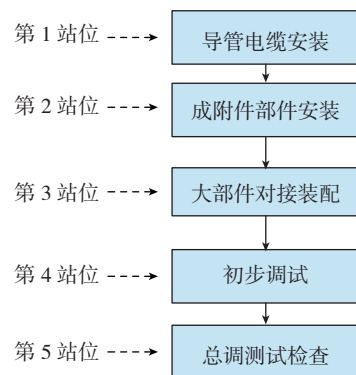 第 1 站位 导管电缆安装
第 2 站位 成附件部件安装
第 3 站位 大部件对接装配
第 4 站位 初步调试
第 5 站位 总调测试检查